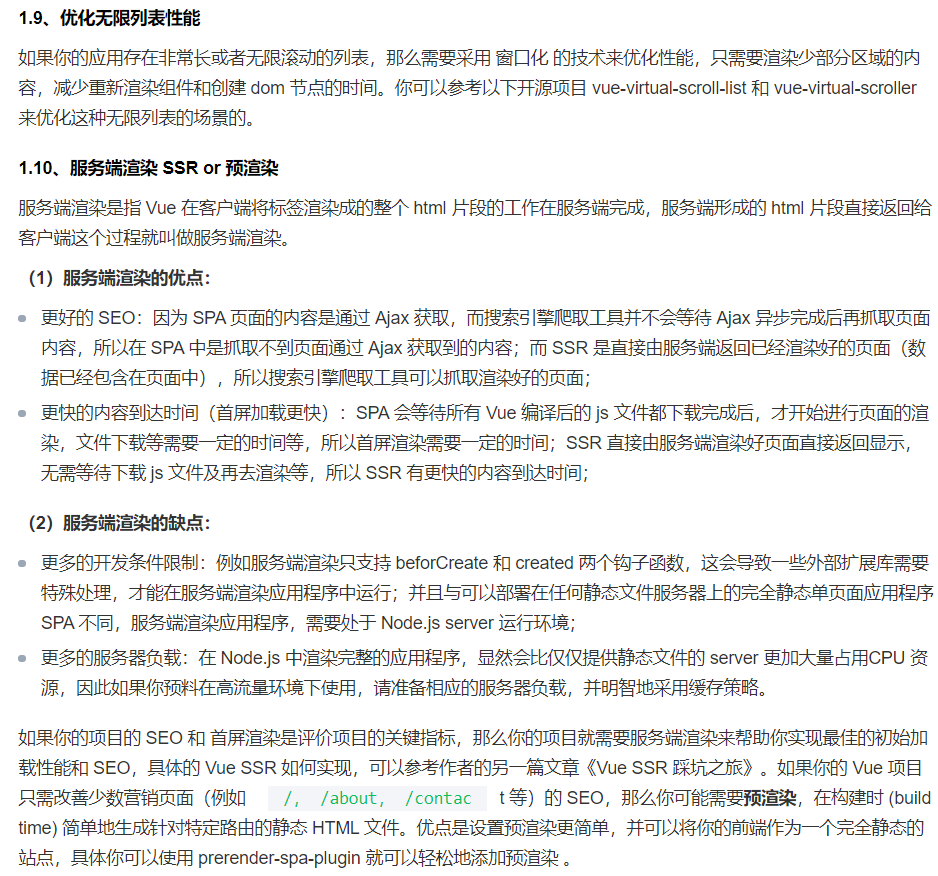 1.9、优化无限列表性能
如果你的应用存在非常长或者无限滚动的列表，那么需要采用 窗口化 的技术来优化性能，只需要渲染少部分区域的内
容，减少重新渲染组件和创建 dom 节点的时间。你可以参考以下开源项目 vue-virtual-scroll-list 和 vue-virtual-scroller
来优化这种无限列表的场景的。
1.10、服务端渲染 SSR or 预渲染
服务端渲染是指 Vue 在客户端将标签渲染成的整个 html 片段的工作在服务端完成，服务端形成的 html 片段直接返回给
客户端这个过程就叫做服务端渲染。
（1）服务端渲染的优点：
更好的 SEO：因为 SPA 页面的内容是通过 Ajax 获取，而搜索引擎爬取工具并不会等待 Ajax 异步完成后再抓取页面
内容，所以在 SPA 中是抓取不到页面通过 Ajax 获取到的内容；而 SSR 是直接由服务端返回已经渲染好的页面（数
据已经包含在页面中），所以搜索引擎爬取工具可以抓取渲染好的页面；
更快的内容到达时间（首屏加载更快）：SPA 会等待所有 Vue 编译后的 js 文件都下载完成后，才开始进行页面的渲
染，文件下载等需要一定的时间等，所以首屏渲染需要一定的时间；SSR 直接由服务端渲染好页面直接返回显示，
无需等待下载 js 文件及再去渲染等，所以 SSR 有更快的内容到达时间；
（2）服务端渲染的缺点：
更多的开发条件限制：例如服务端渲染只支持 beforCreate 和 created 两个钩子函数，这会导致一些外部扩展库需要
特殊处理，才能在服务端渲染应用程序中运行；并且与可以部署在任何静态文件服务器上的完全静态单页面应用程序
SPA 不同，服务端渲染应用程序，需要处于 Node.js server 运行环境；
更多的服务器负载：在 Node.js 中渲染完整的应用程序，显然会比仅仅提供静态文件的 server 更加大量占用CPU 资
源，因此如果你预料在高流量环境下使用，请准备相应的服务器负载，并明智地采用缓存策略。
如果你的项目的 SEO 和 首屏渲染是评价项目的关键指标，那么你的项目就需要服务端渲染来帮助你实现最佳的初始加
载性能和 SEO，具体的 Vue SSR 如何实现，可以参考作者的另一篇文章《Vue SSR 踩坑之旅》。如果你的 Vue 项目
只需改善少数营销页面（例如 /, /about, /contac t 等）的 SEO，那么你可能需要预渲染，在构建时 (build
time) 简单地生成针对特定路由的静态 HTML 文件。优点是设置预渲染更简单，并可以将你的前端作为一个完全静态的
站点，具体你可以使用 prerender-spa-plugin 就可以轻松地添加预渲染 。